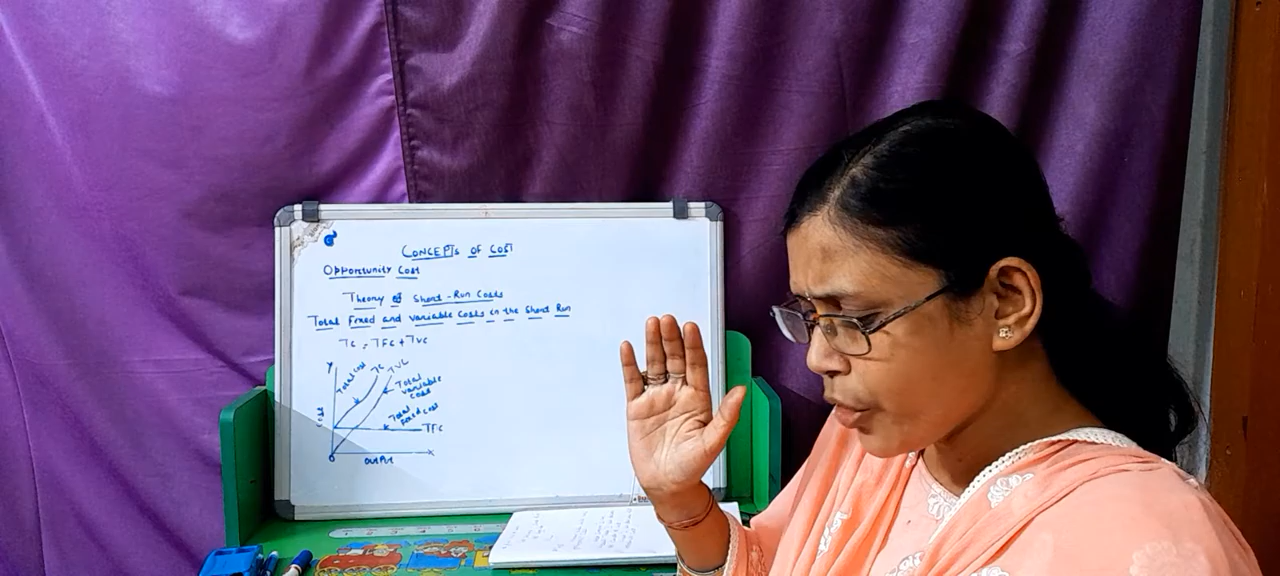 CONCEPTs OF COST
Opportunity Cost
Theory of Short-Run Costs
Total Fixed and Variable Costs in the Short Run
TC = TFC + TVC
Y
TC
TVC
Total cost
Total
variable
cost
Total
fixed cost
TFC
Cost
O
OUTPUT
X